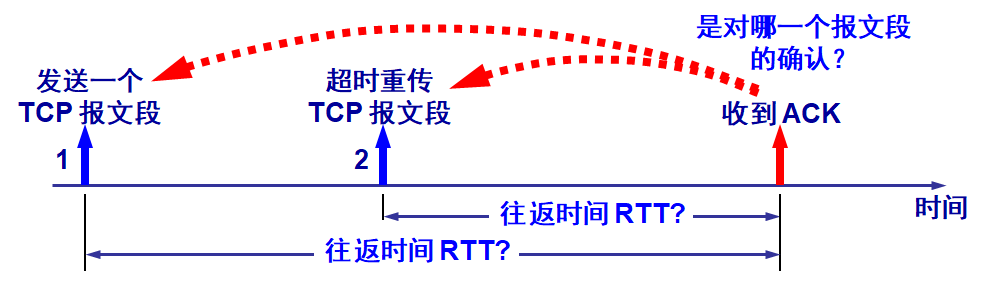 是对哪一个报文段
的确认？
发送一个
TCP 报文段
超时重传
TCP 报文段
收到 ACK
1
2
时间
往返时间 RTT?
往返时间 RTT?